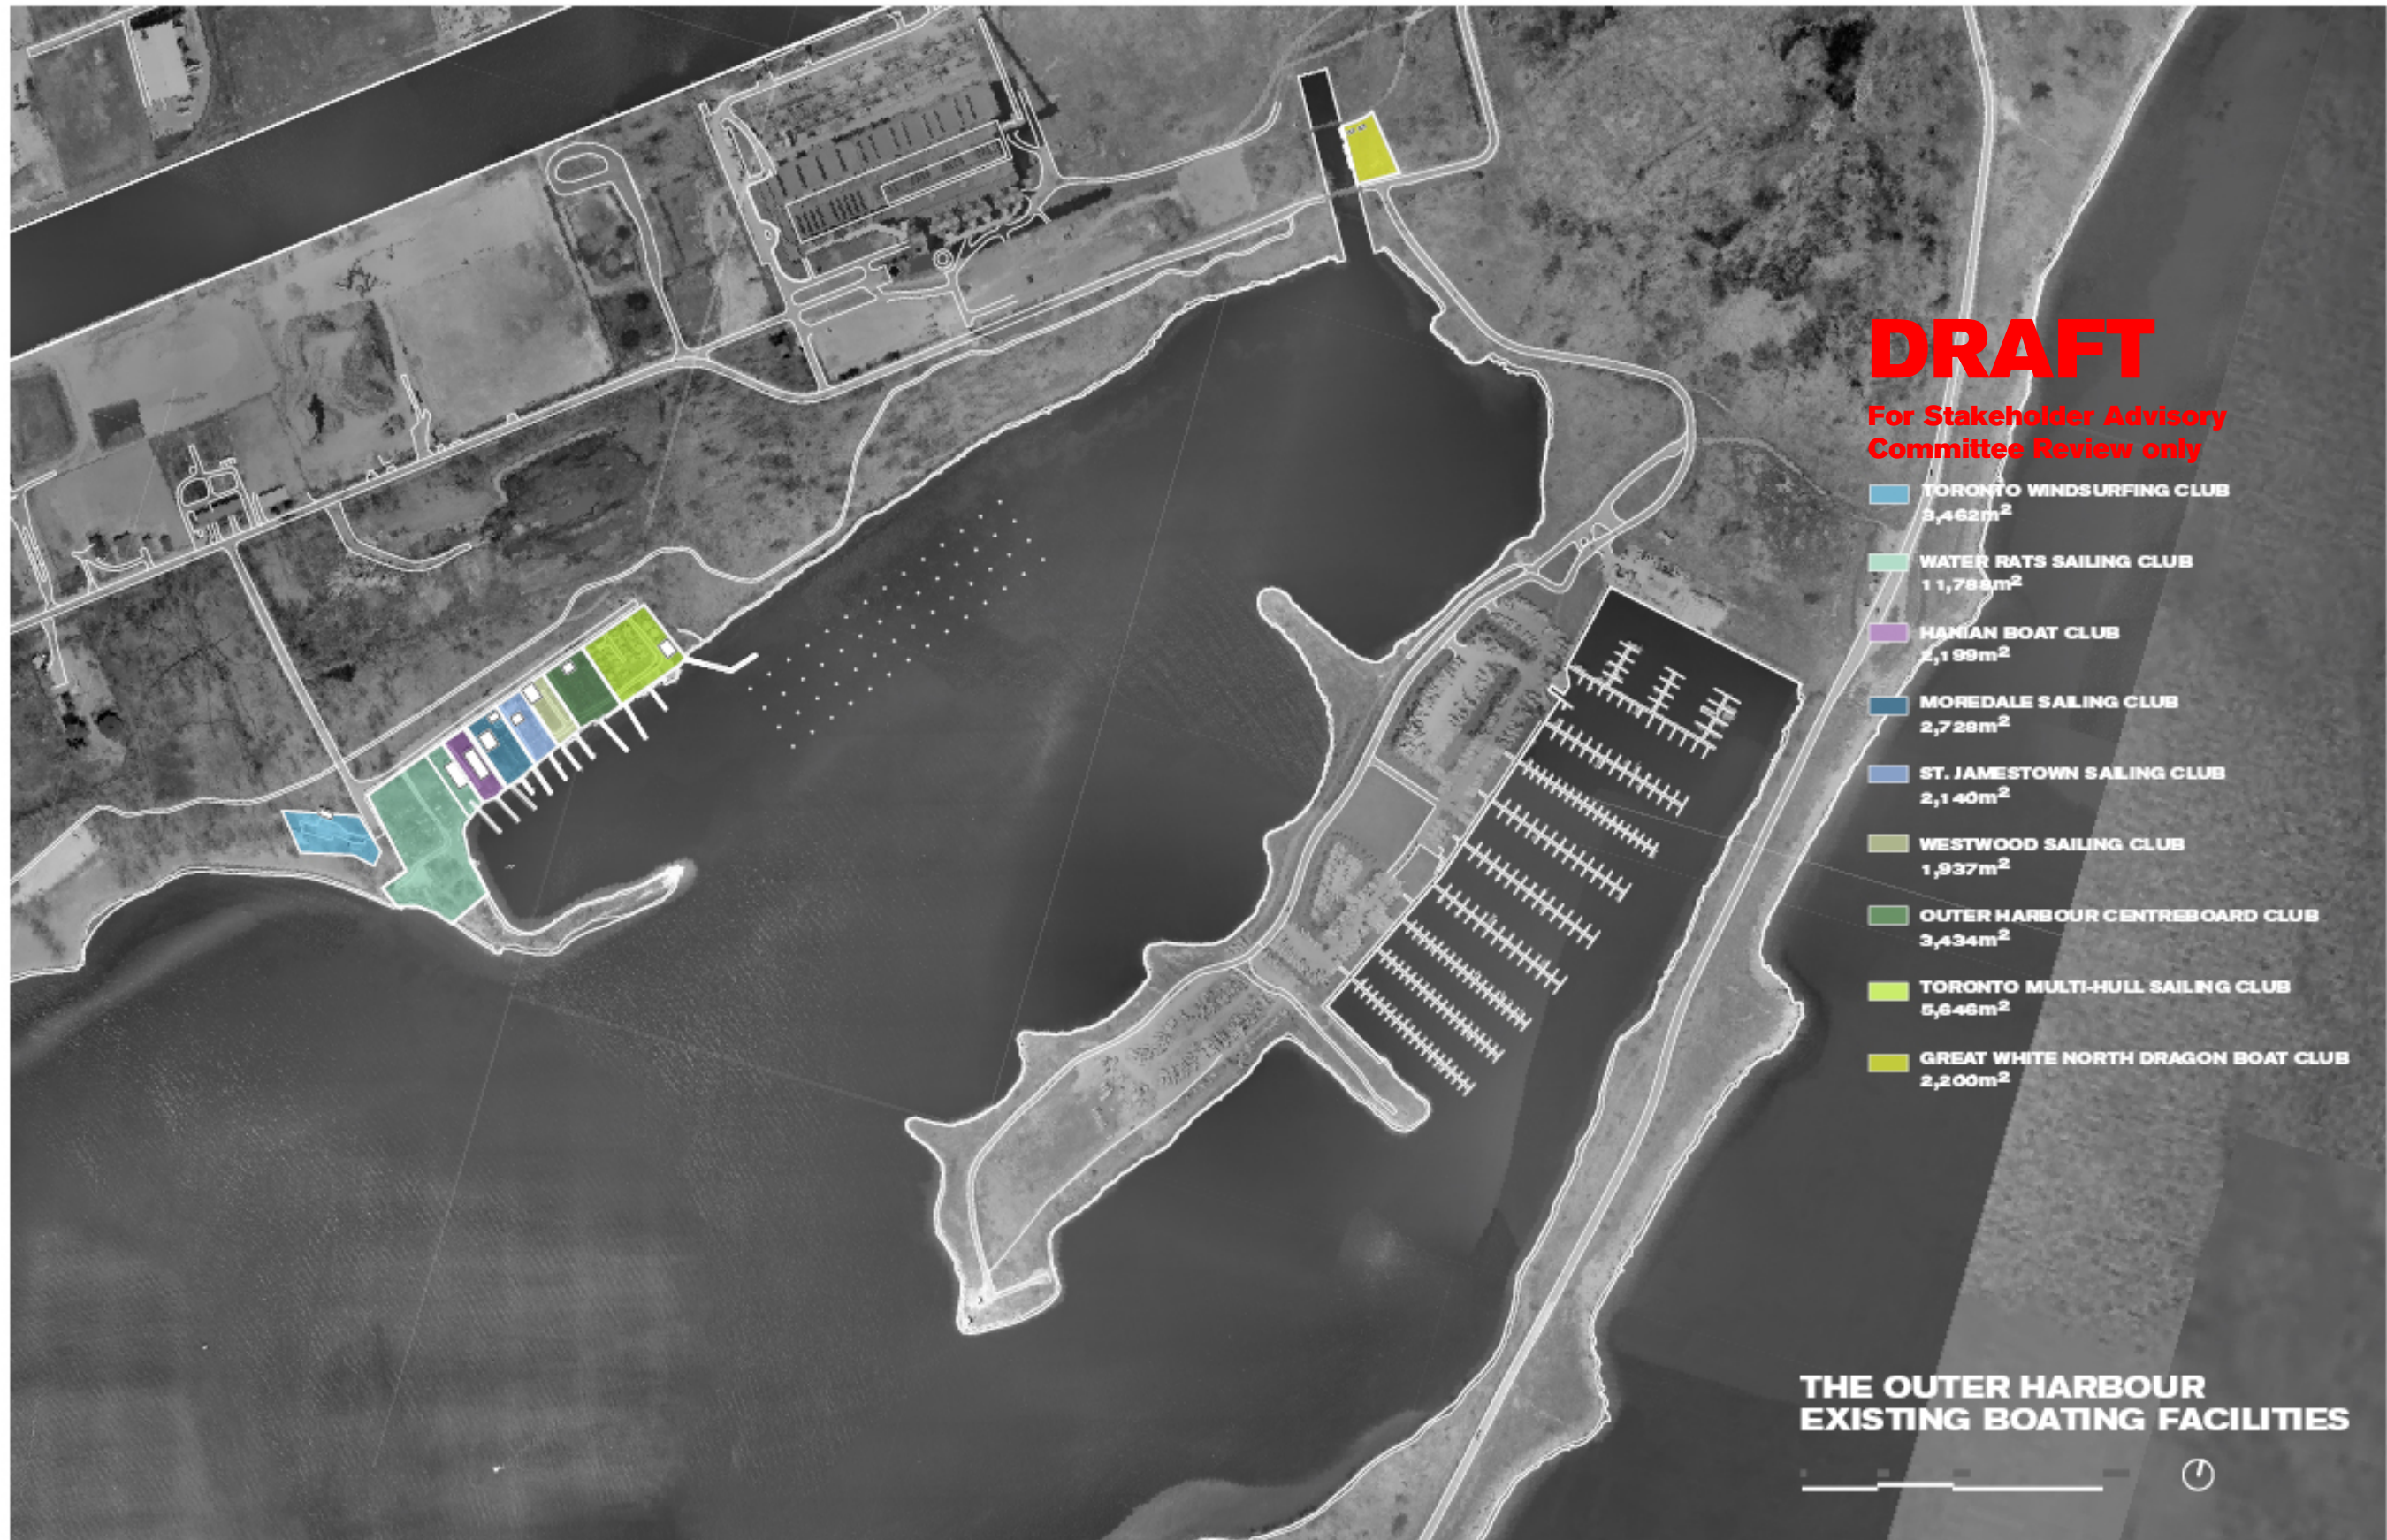 DRAFT
For Stakeholder Advisory
Committee Review only
TORONTO WINDSURFING CLUB
3,462m²
WATER RATS SAILING CLUB
11,788m²
HANIAN BOAT CLUB
2,199m²
MOREDALE SAILING CLUB
2,728m²
ST. JAMESTOWN SAILING CLUB
2,140m²
WESTWOOD SAILING CLUB
1,937m²
OUTER HARBOUR CENTREBOARD CLUB
3,434m²
TORONTO MULTI-HULL SAILING CLUB
5,646m²
GREAT WHITE NORTH DRAGON BOAT CLUB
2,200m²
THE OUTER HARBOUR
EXISTING BOATING FACILITIES